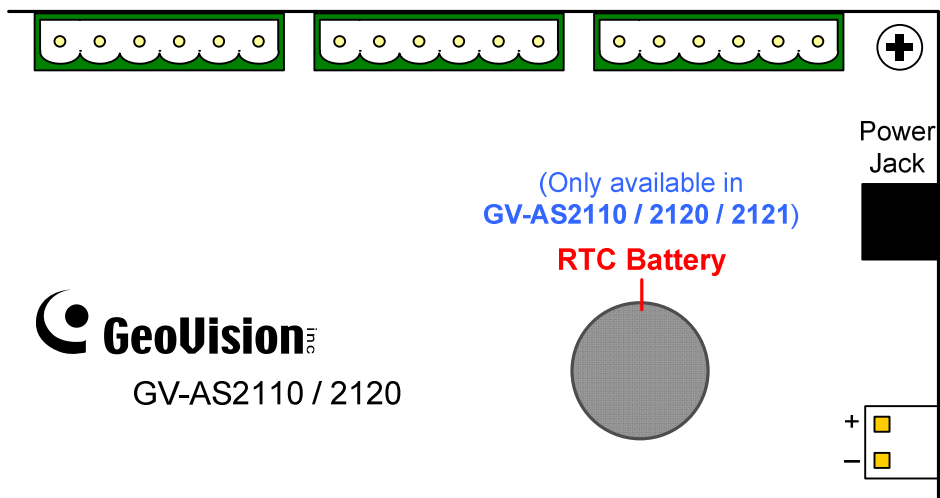 Power
Jack
(Only available in
GV-AS2110 / 2120 / 2121)
RTC Battery
GeoVision inc
GV-AS2110 / 2120
+
–